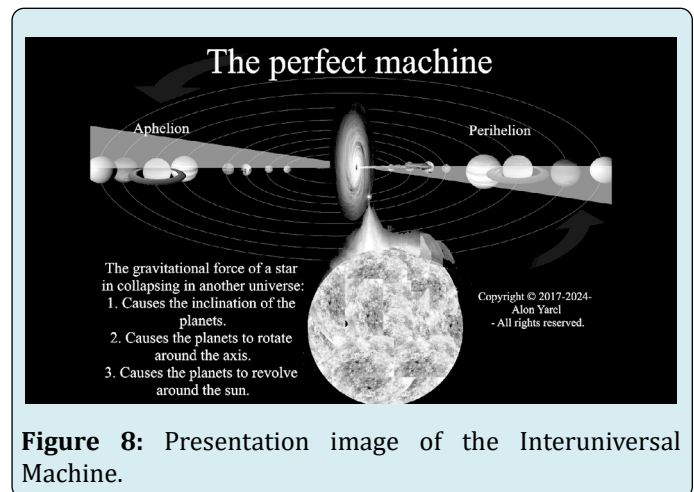 The perfect machine
Aphelion
Perihelion
The gravitational force of a star
in collapsing in another universe:
1. Causes the inclination of the
planets.
2. Causes the planets to rotate
around the axis.
3. Causes the planets to revolve
around the sun.
Copyright © 2017-2024-
Alon Yarcl
- All rights reserved.
Figure 8: Presentation image of the Interuniversal
Machine.